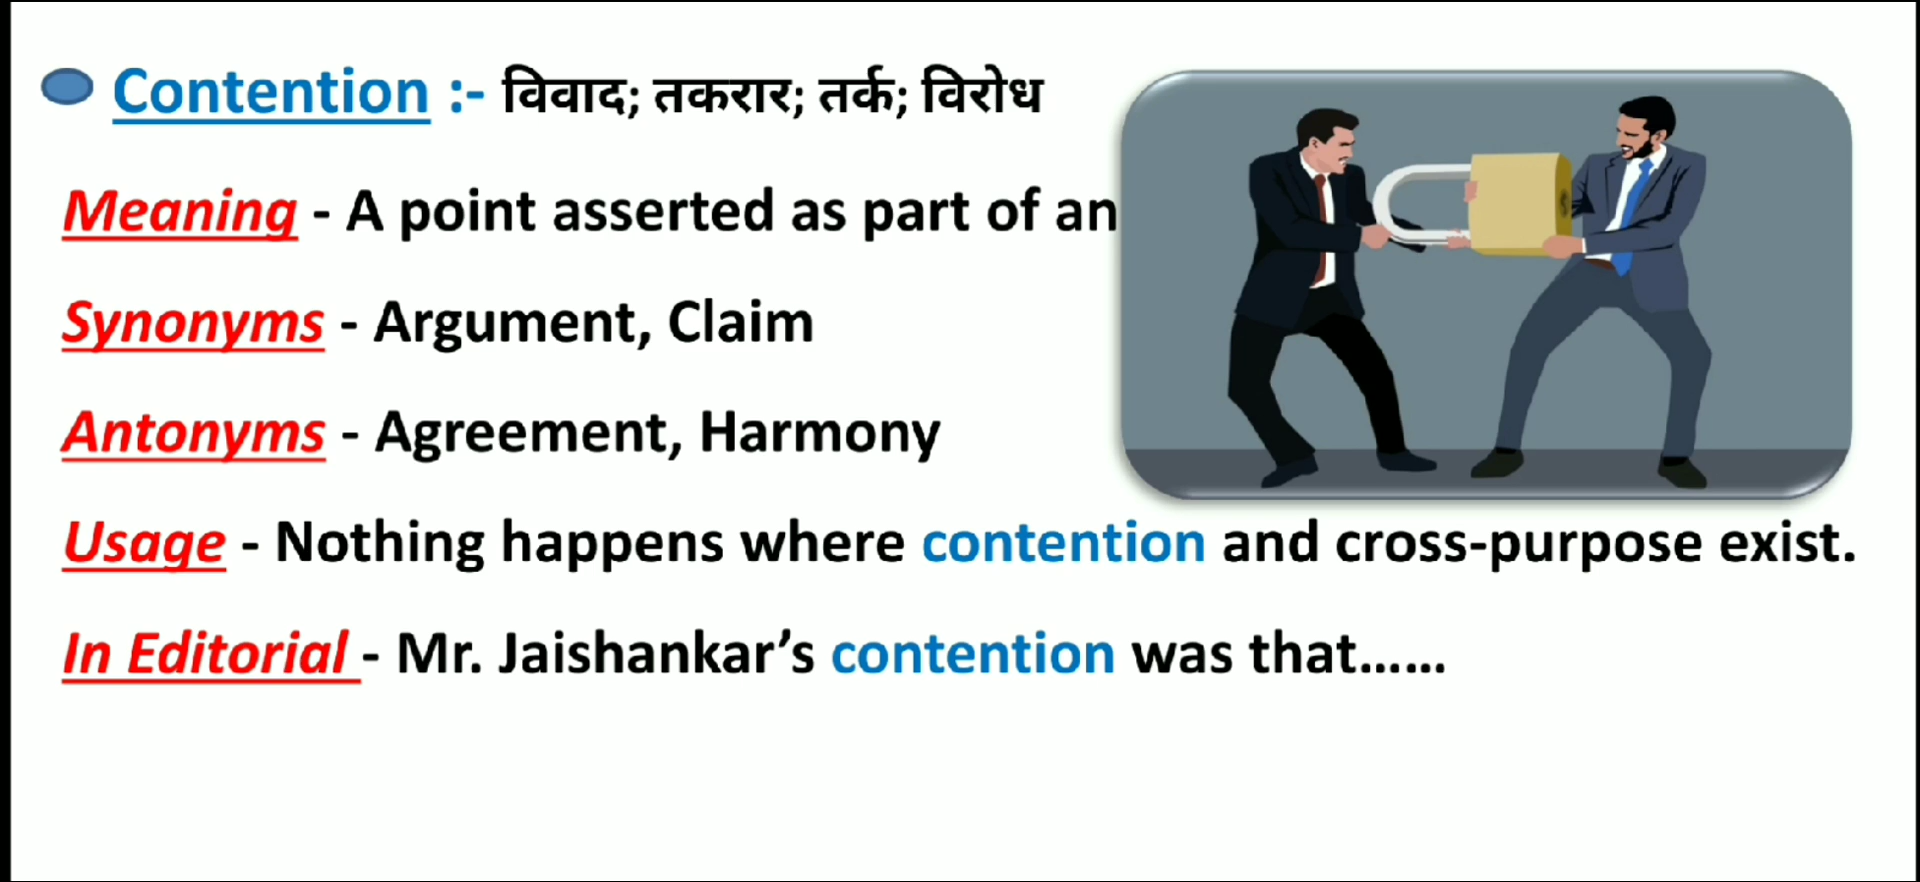 Contention :- विवाद; तकरार; तर्क; विरोध
Meaning - A point asserted as part of an
Synonyms - Argument, Claim
Antonyms - Agreement, Harmony
Usage - Nothing happens where contention and cross-purpose exist.
In Editorial - Mr. Jaishankar’s contention was that......